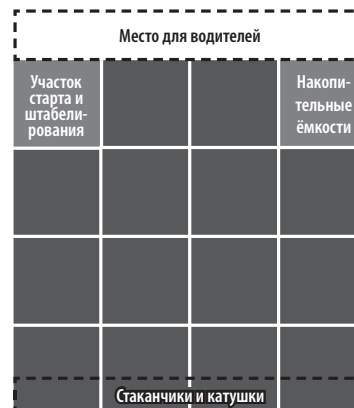 Место для водителей
Участок
старта и
штабели-
рования
Накопи-
тельные
ёмкости
Стаканчики и катушки